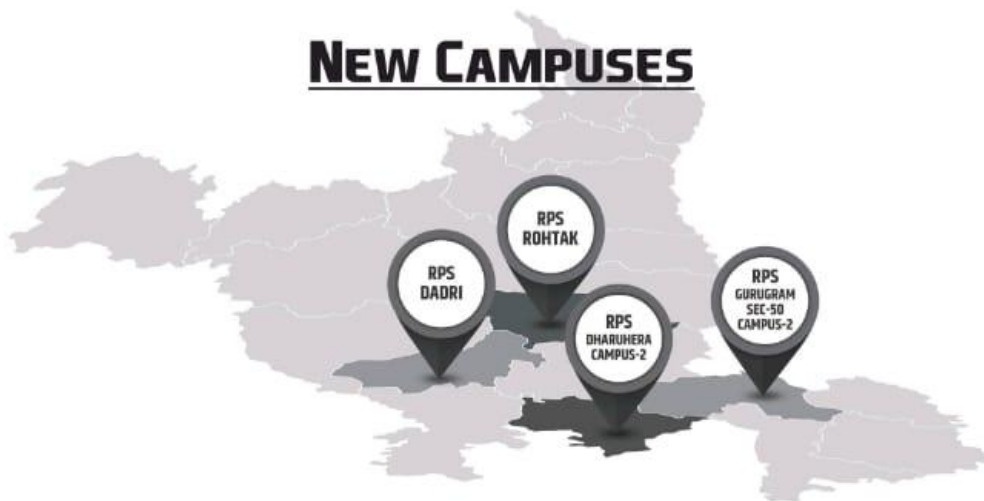 NEW CAMPUSES
RPS
ROHTAK
RPS
DADRI
RPS
GURUGRAM
SEC-50
CAMPUS-2
RPS
DHARUHERA
CAMPUS-2